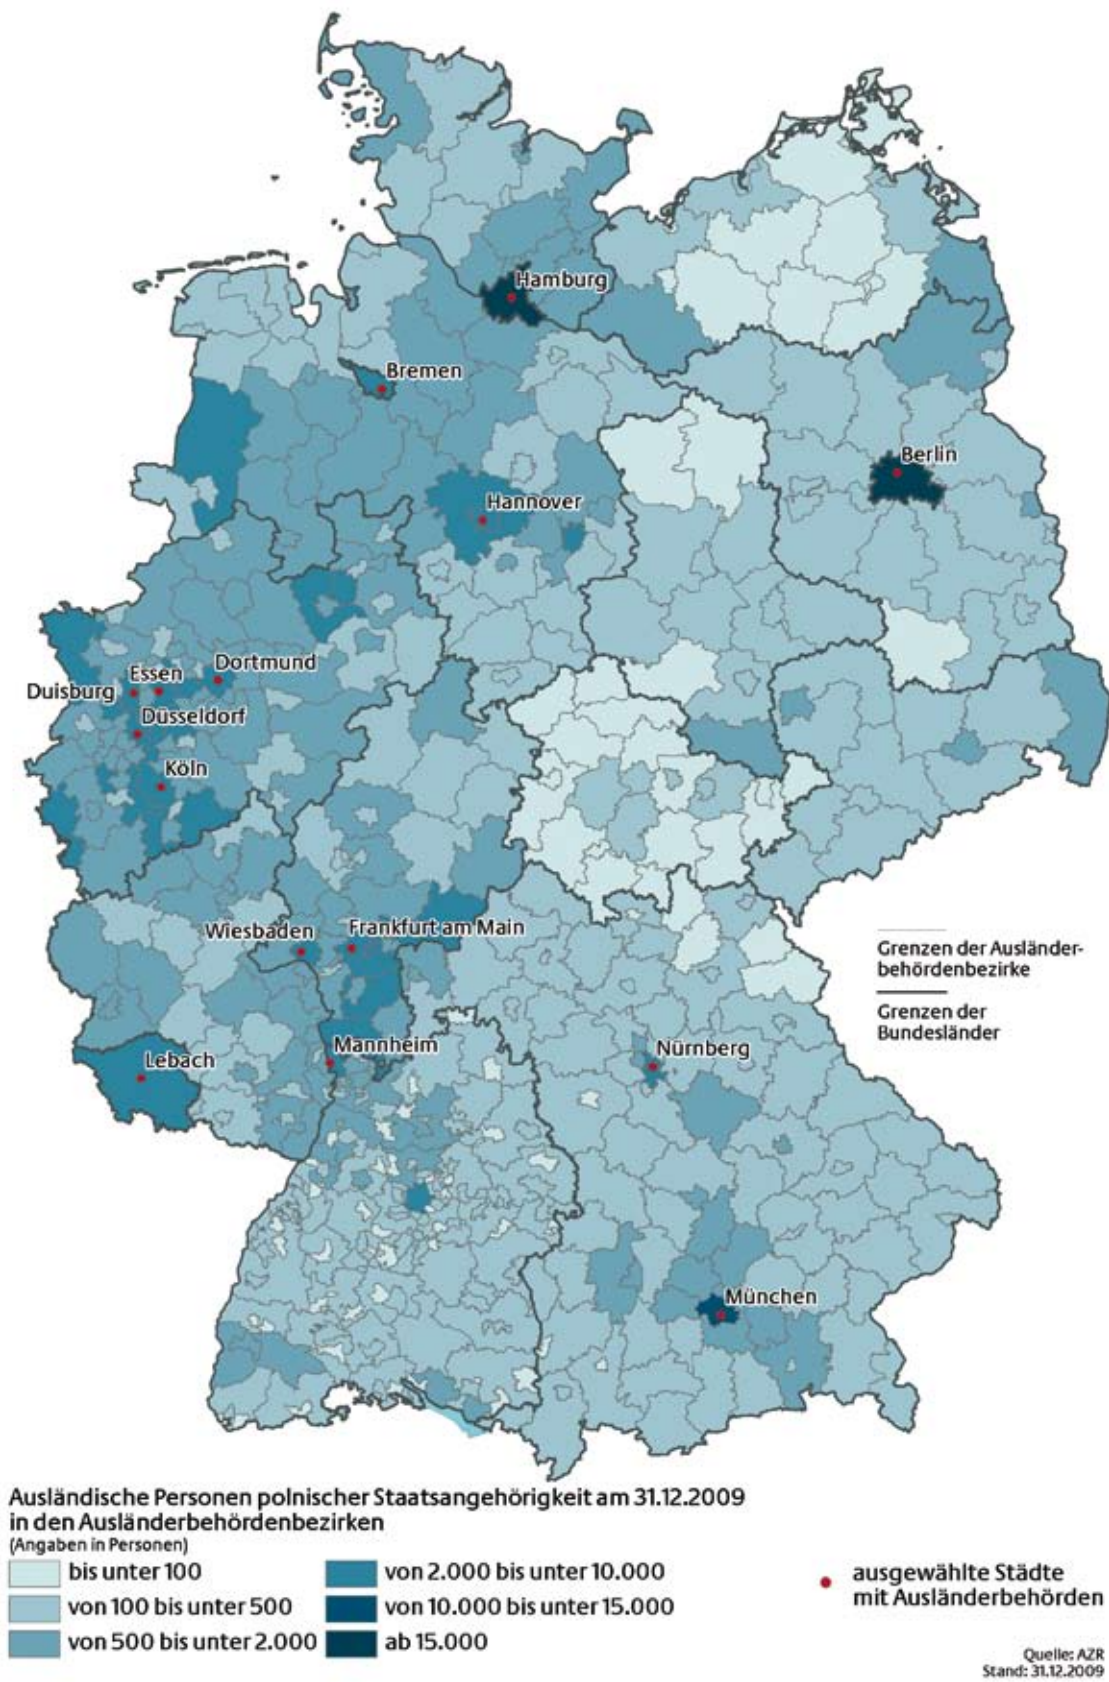 Hamburg
Bremen
Berlin
Hannover
Dortmund
Essen
Duisburg
Düsseldorf
Köln
Wiesbaden
Frankfurt am Main
Grenzen der Ausländer-
behördenbezirke
Grenzen der
Bundesländer
Mannheim
Nürnberg
Lebach
München
Ausländische Personen polnischer Staatsangehörigkeit am 31.12.2009
in den Ausländerbehördenbezirken
(Angaben in Personen)
bis unter 100
von 100 bis unter 500
von 500 bis unter 2.000
von 2.000 bis unter 10.000
von 10.000 bis unter 15.000
ab 15.000
ausgewählte Städte
mit Ausländerbehörden
Quelle: AZR
Stand: 31.12.2009